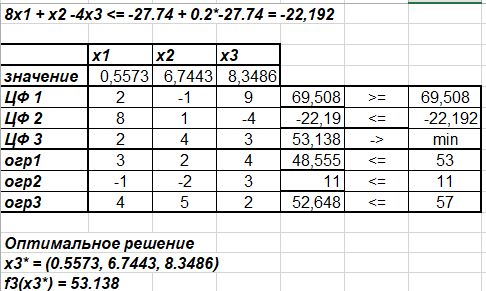 8x1 + x2 -4x3 <= -27.74 + 0.2*-27.74 = -22,192
x1 x2 x3
значение 0,5573 6,7443 8,3486
ЦФ 1 2 -1 9 69,508 >= 69,508
ЦФ 2 8 1 -4 -22,19 <= -22,192
ЦФ 3 2 4 3 53,138 -> min
огр1 3 2 4 48,555 <= 53
огр2 -1 -2 3 11 <= 11
огр3 4 5 2 52,648 <= 57
Оптимальное решение
x3* = (0.5573, 6.7443, 8.3486)
f3(x3*) = 53.138